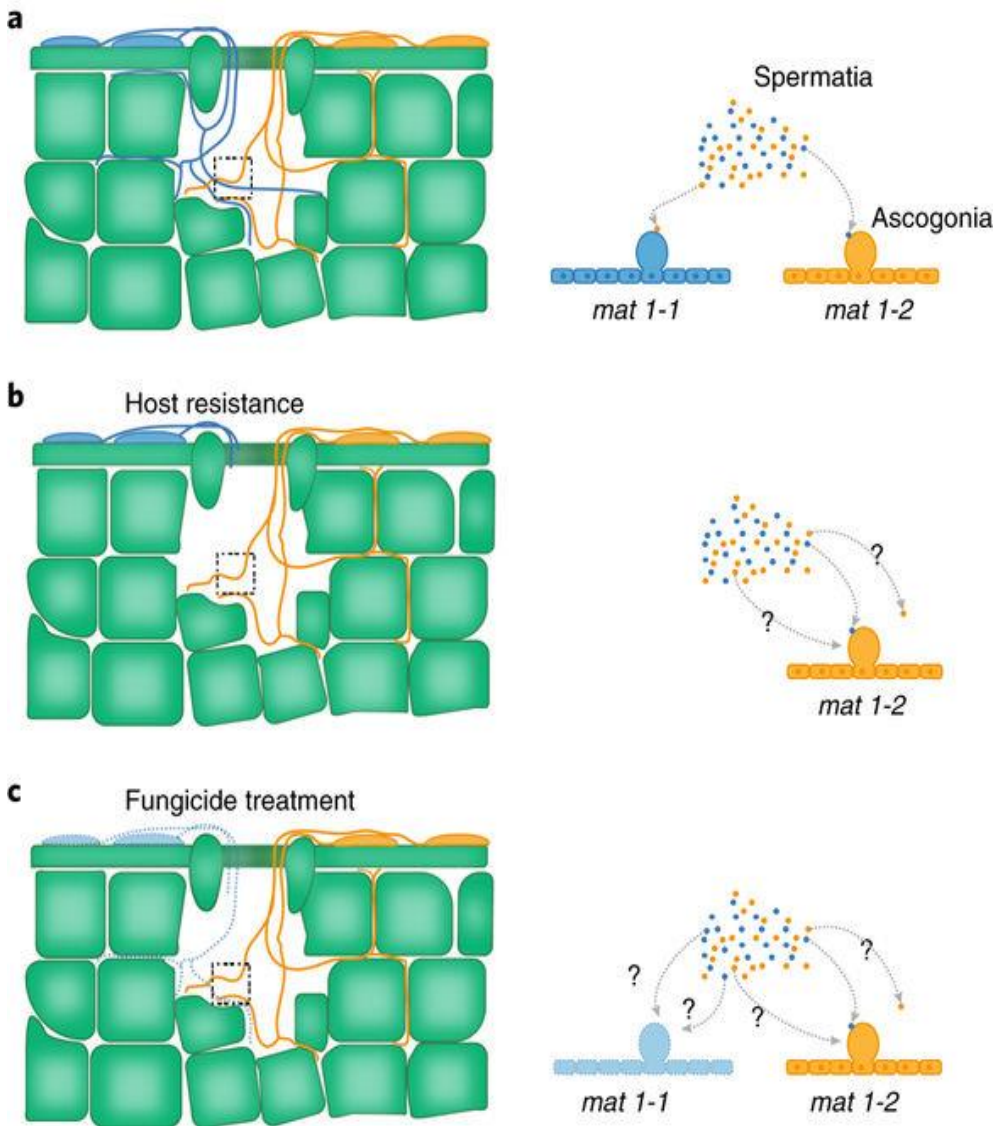 a
Spermatia
Ascogonia
mat 1-1
mat 1-2
b
Host resistance
?
?
mat 1-2
c
Fungicide treatment
?
?
?
?
mat 1-1
mat 1-2